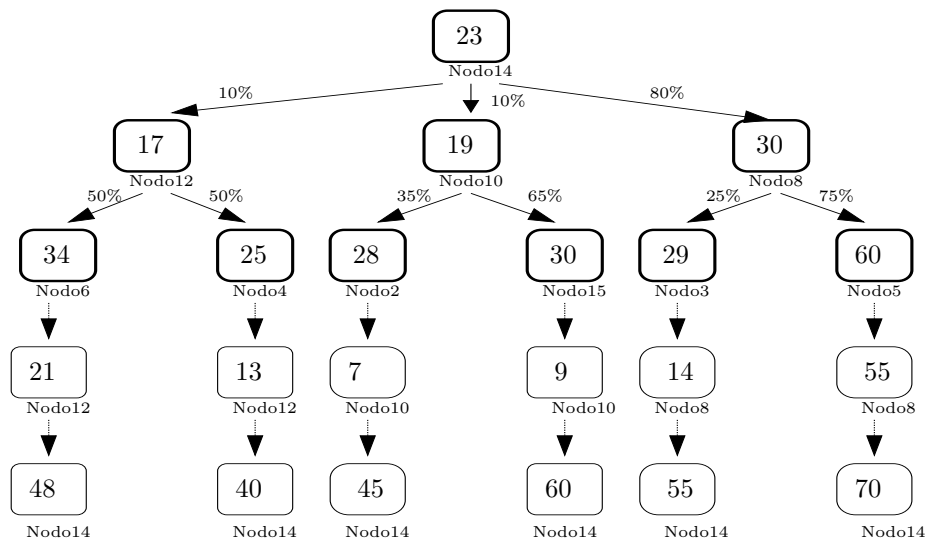 23
Nodo14
10% 10% 80%
17 19 30
Nodo12 Nodo10 Nodo8
50% 50% 35% 65% 25% 75%
34 25 28 30 29 60
Nodo6 Nodo4 Nodo2 Nodo15 Nodo3 Nodo5
21 13 7 9 14 55
Nodo12 Nodo12 Nodo10 Nodo10 Nodo8 Nodo8
48 40 45 60 55 70
Nodo14 Nodo14 Nodo14 Nodo14 Nodo14 Nodo14